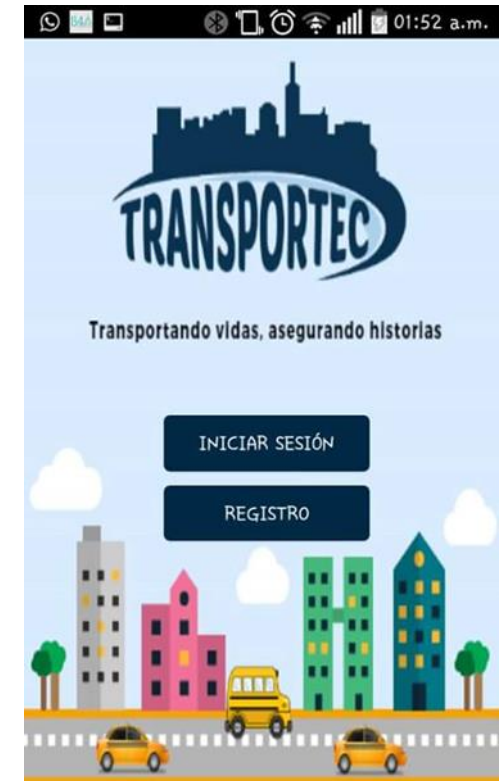 01:52 a.m.
TRANSPORTEC
Transportando vidas, asegurando historias
INICIAR SESIÓN
REGISTRO